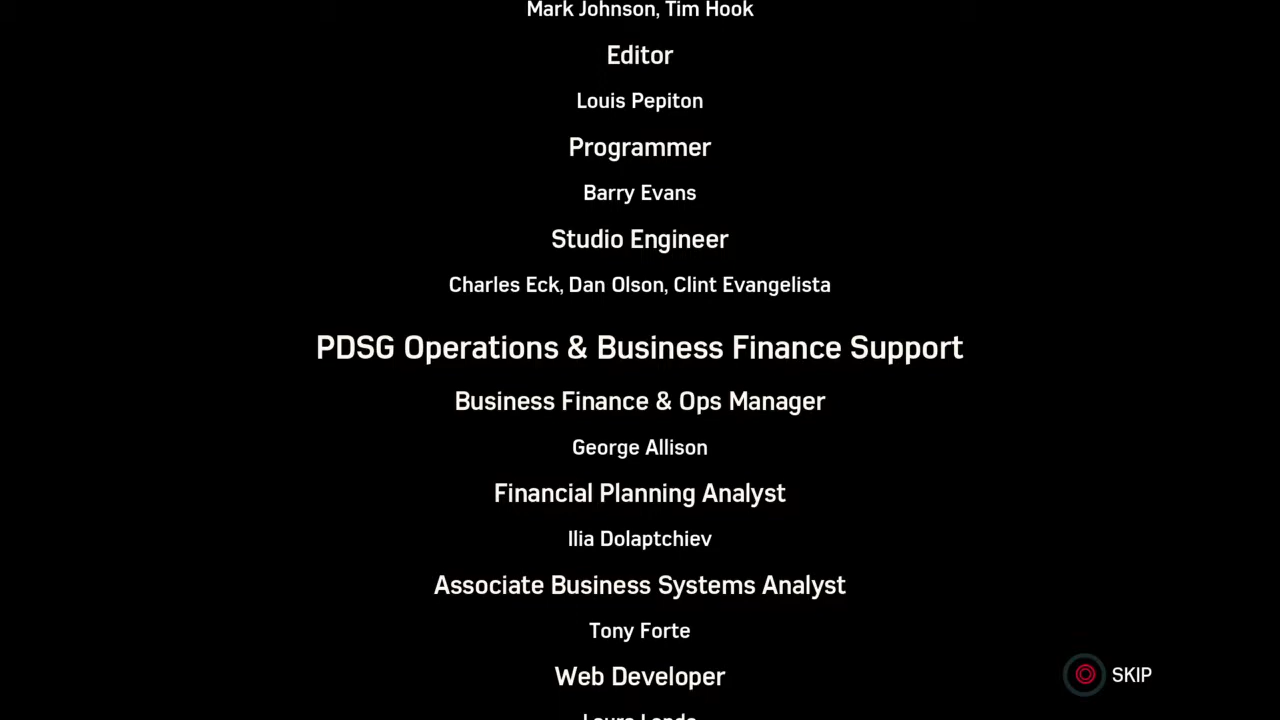 Mark Johnson, Tim Hook
Editor
Louis Pepiton
Programmer
Barry Evans
Studio Engineer
Charles Eck, Dan Olson, Clint Evangelista
PDSG Operations & Business Finance Support
Business Finance & Ops Manager
George Allison
Financial Planning Analyst
Ilia Dolaptchiev
Associate Business Systems Analyst
Tony Forte
Web Developer
SKIP